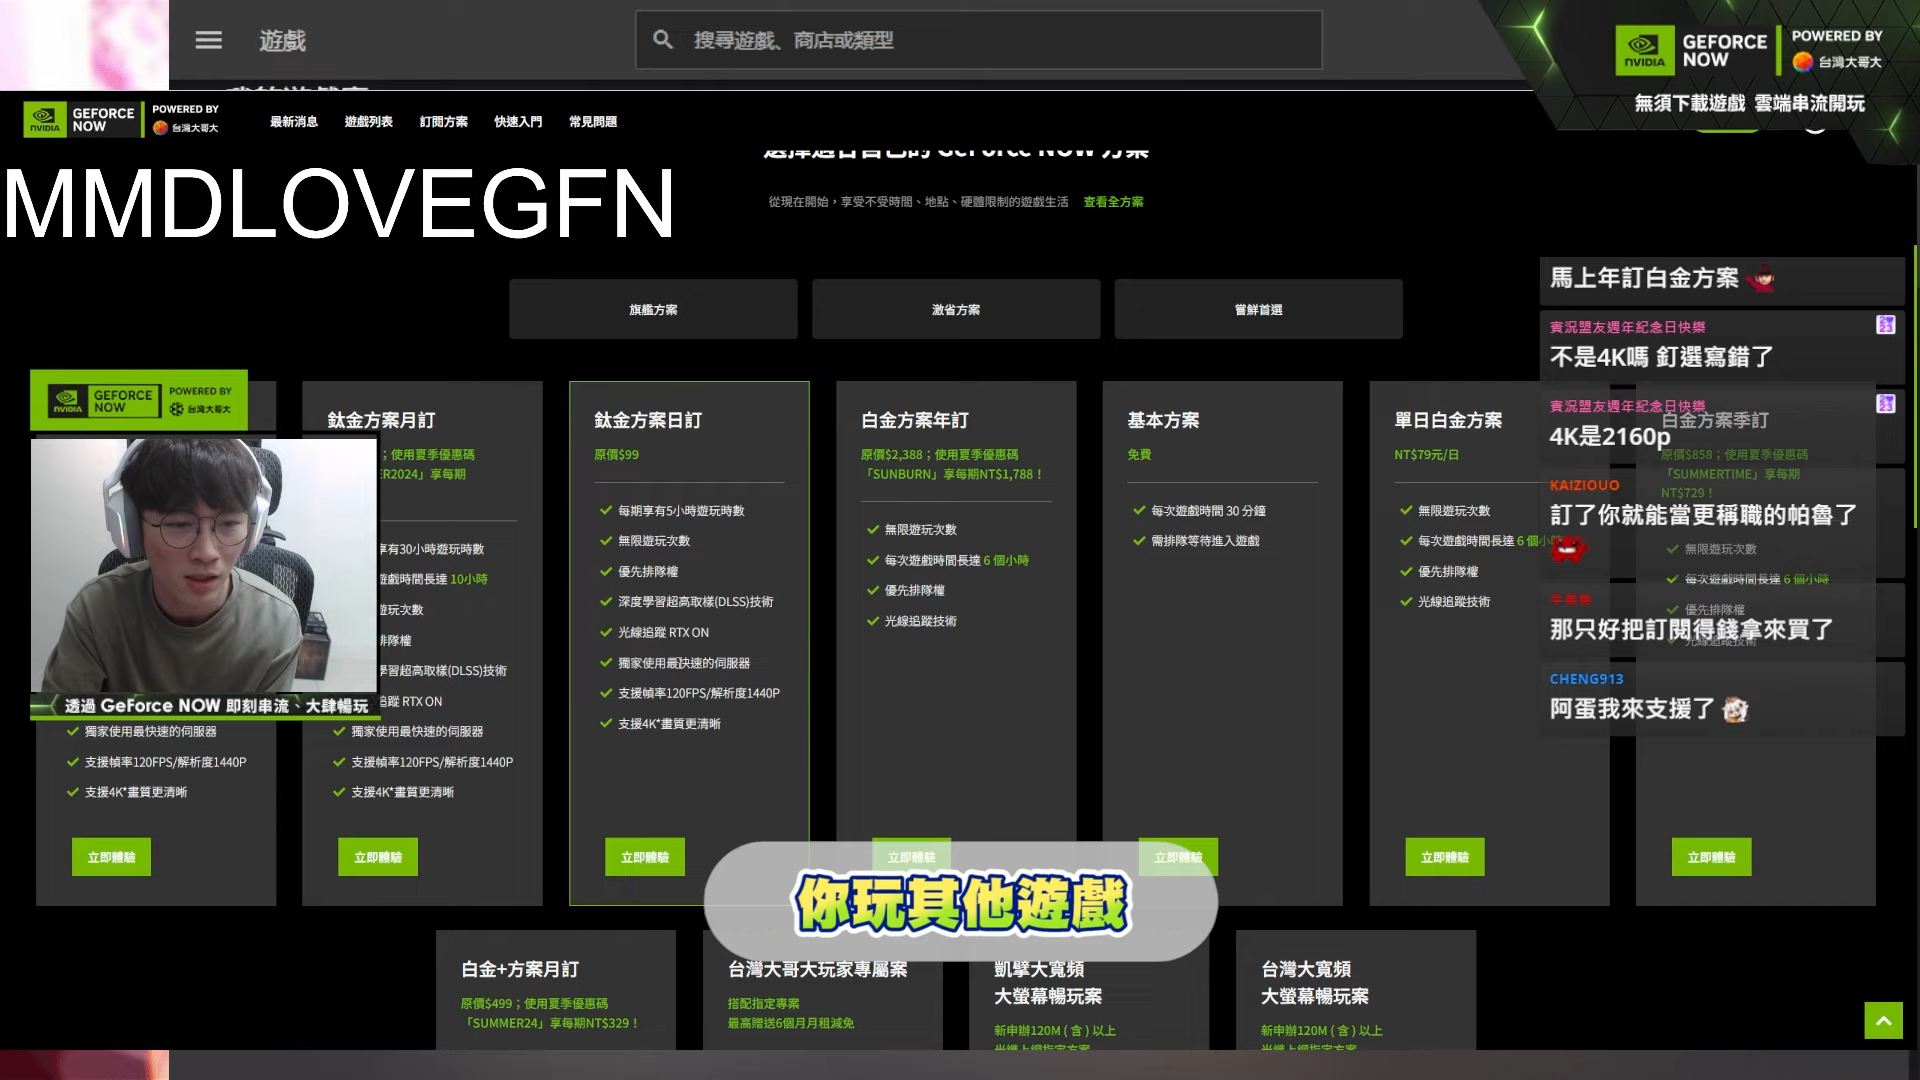 遊戲
搜尋遊戲、商店或類型
NVIDIA
GEFORCE NOW
POWERED BY
台灣大哥大
無須下載遊戲 雲端串流開玩
NVIDIA
GEFORCE NOW
POWERED BY
台灣大哥大
最新消息
遊戲列表
訂閱方案
快速入門
常見問題
選擇適合自己的 GeForce NOW 方案
MMDLOVEGFN
從現在開始,享受不受時間、地點、硬體限制的遊戲生活 查看全方案
旗艦方案
激省方案
嘗鮮首選
NVIDIA
GEFORCE NOW
POWERED BY
台灣大哥大
透過 GeForce NOW 即刻串流、大肆暢玩
獨家使用最快速的伺服器
支援幀率120FPS/解析度1440P
支援4K*畫質更清晰
立即體驗
鈦金方案月訂
;使用夏季優惠碼
ER2024」享每期
享有30小時遊玩時數
遊戲時間長達 10小時
遊玩次數
排隊權
學習超高取樣(DLSS)技術
追蹤 RTX ON
獨家使用最快速的伺服器
支援幀率120FPS/解析度1440P
支援4K*畫質更清晰
立即體驗
鈦金方案日訂
原價$99
每期享有5小時遊玩時數
無限遊玩次數
優先排隊權
深度學習超高取樣(DLSS)技術
光線追蹤 RTX ON
獨家使用最快速的伺服器
支援幀率120FPS/解析度1440P
支援4K*畫質更清晰
立即體驗
白金方案年訂
原價$2,388;使用夏季優惠碼
「SUNBURN」享每期NT$1,788!
無限遊玩次數
每次遊戲時間長達 6 個小時
優先排隊權
光線追蹤技術
立即體驗
基本方案
免費
每次遊戲時間 30 分鐘
需排隊等待進入遊戲
立即體驗
單日白金方案
NT$79元/日
無限遊玩次數
每次遊戲時間長達 6 個小時
優先排隊權
光線追蹤技術
立即體驗
白金方案季訂
原價$858;使用夏季優惠碼
「SUMMERTIME」享每期
NT$729!
無限遊玩次數
每次遊戲時間長達 6 個小時
優先排隊權
光線追蹤技術
立即體驗
馬上年訂白金方案
實況盟友週年紀念日快樂
不是4K嗎 釘選寫錯了
實況盟友週年紀念日快樂
4K是2160p
KAIZIOUO
訂了你就能當更稱職的帕魯了
那只好把訂閱得錢拿來買了
CHENG913
阿蛋我來支援了
你玩其他遊戲
白金+方案月訂
原價$499;使用夏季優惠碼
「SUMMER24」享每期NT$329!
台灣大哥大玩家專屬案
搭配指定專案
最高贈送6個月月租減免
凱擘大寬頻
大螢幕暢玩案
新申辦120M ( 含 ) 以上
光纖上網指定方案
台灣大寬頻
大螢幕暢玩案
新申辦120M ( 含 ) 以上
光纖上網指定方案